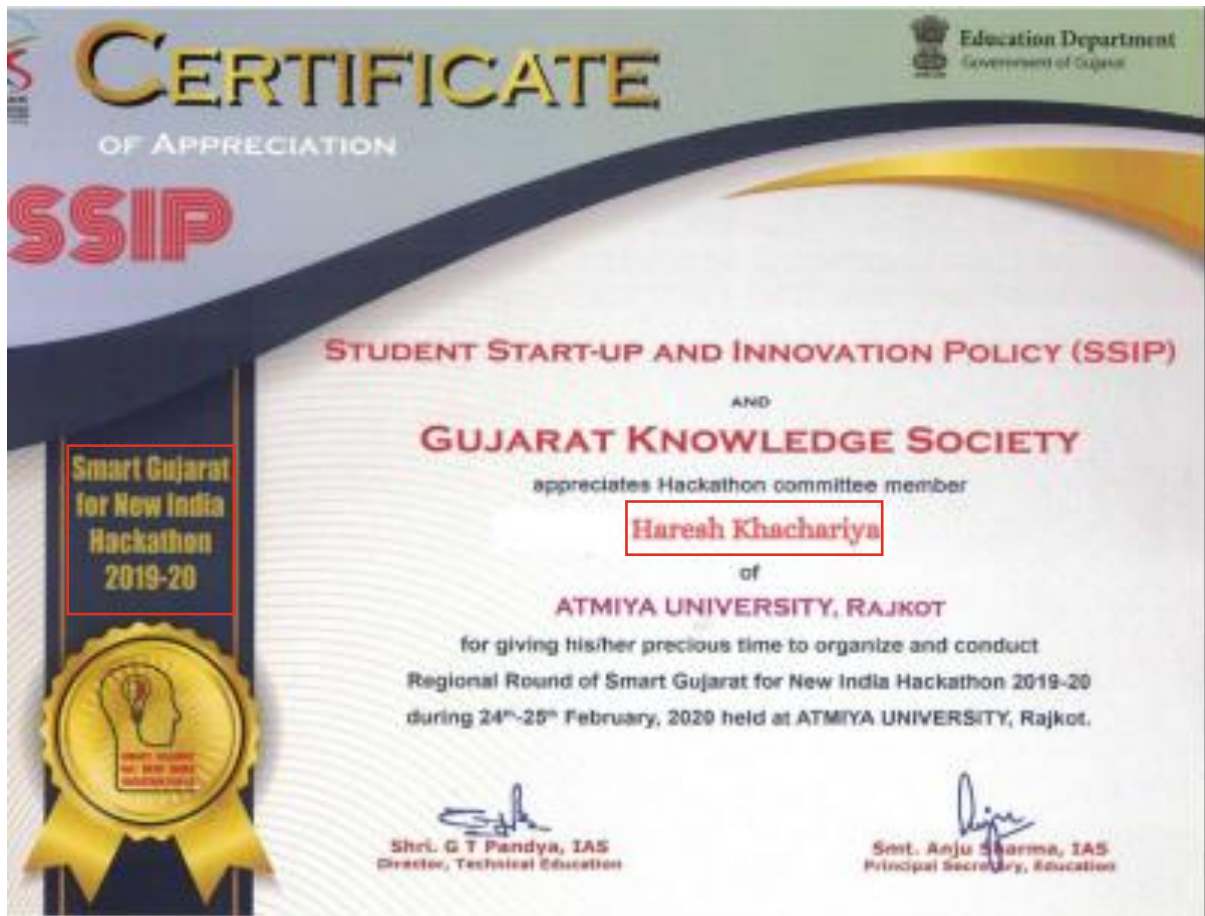 CERTIFICATE
OF APPRECIATION
SSIP
Education Department
Government of Gujarat
STUDENT START-UP AND INNOVATION POLICY (SSIP)
AND
GUJARAT KNOWLEDGE SOCIETY
appreciates Hackathon committee member
Haresh Khachariya
of
ATMIYA UNIVERSITY, RAJKOT
for giving his/her precious time to organize and conduct
Regional Round of Smart Gujarat for New India Hackathon 2019-20
during 24th-25th February, 2020 held at ATMIYA UNIVERSITY, Rajkot.
Smart Gujarat
for New India
Hackathon
2019-20
Shri. G T Pandya, IAS
Director, Technical Education
Smt. Anju Sharma, IAS
Principal Secretary, Education